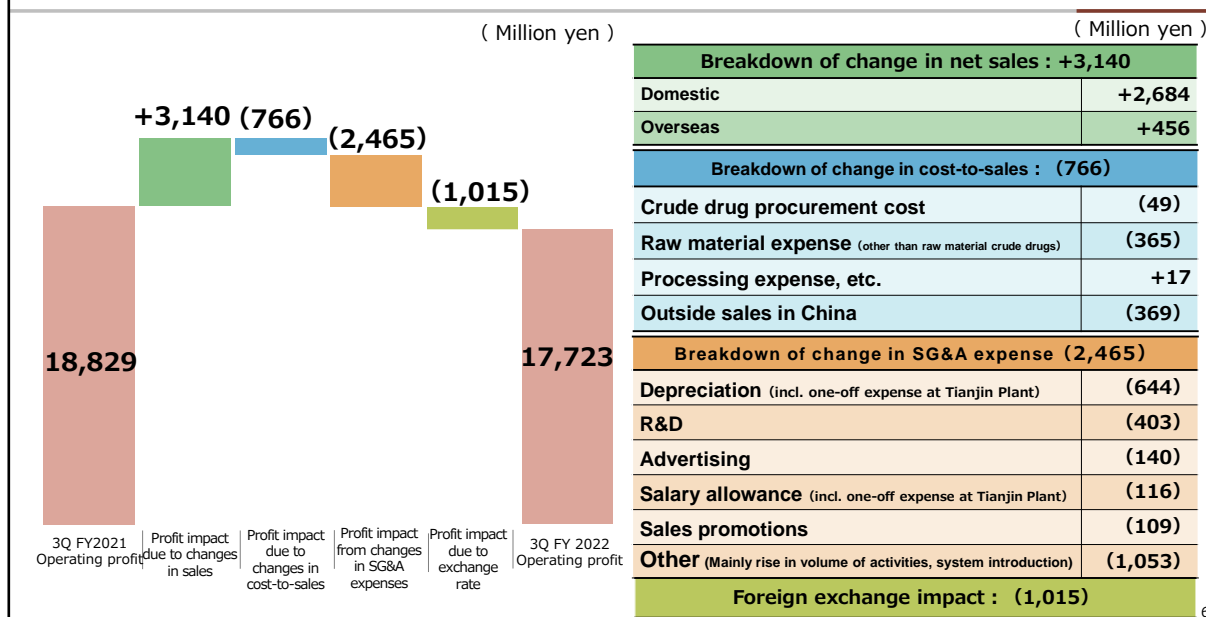 ( Million yen )
+3,140
(766)
(2,465)
(1,015)
18,829
17,723
3Q FY2021
Operating profit
Profit impact
due to changes
in sales
Profit impact
due to
changes in
cost-to-sales
Profit impact
from changes
in SG&A
expenses
Profit impact
due to
exchange
rate
3Q FY 2022
Operating profit
( Million yen )
Breakdown of change in net sales : +3,140
Domestic +2,684
Overseas +456
Breakdown of change in cost-to-sales : (766)
Crude drug procurement cost (49)
Raw material expense (other than raw material crude drugs) (365)
Processing expense, etc. +17
Outside sales in China (369)
Breakdown of change in SG&A expense (2,465)
Depreciation (incl. one-off expense at Tianjin Plant) (644)
R&D (403)
Advertising (140)
Salary allowance (incl. one-off expense at Tianjin Plant) (116)
Sales promotions (109)
Other (Mainly rise in volume of activities, system introduction) (1,053)
Foreign exchange impact : (1,015)